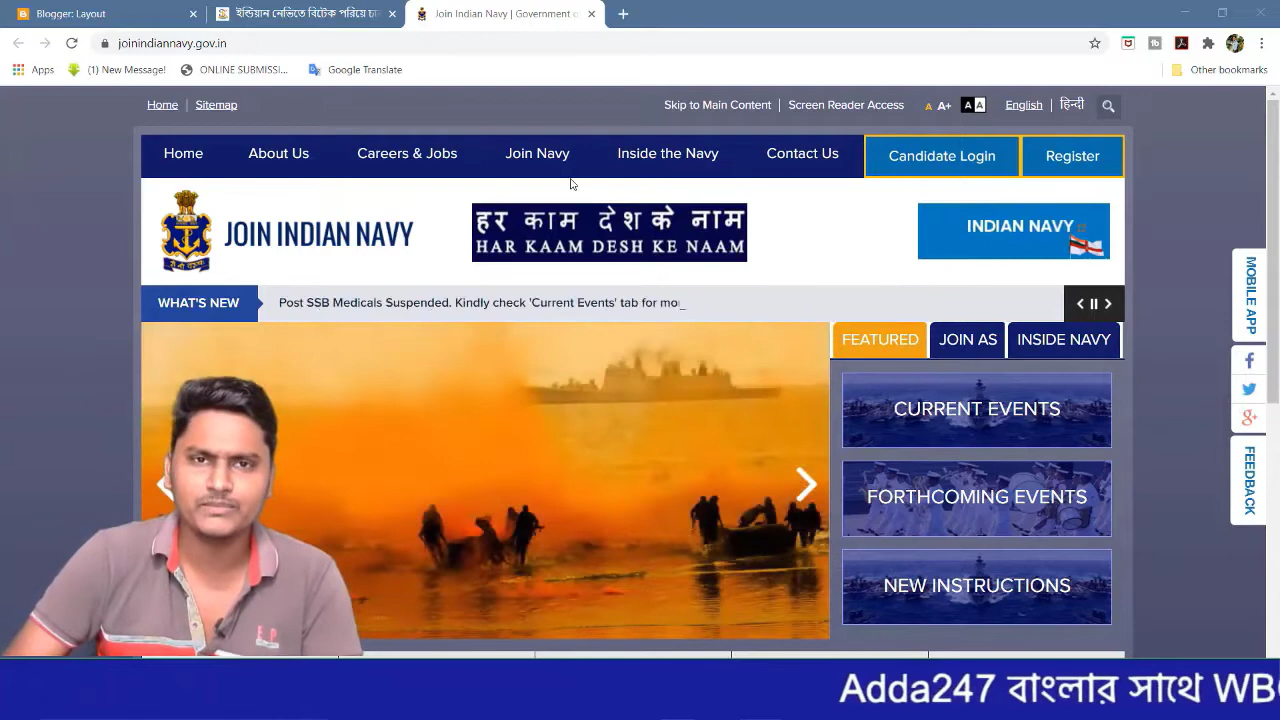 Blogger: Layout
ইন্ডিয়ান নেভিতে বিটেক পরিয়ে চা
Join Indian Navy | Government o
joinindiannavy.gov.in
Apps
(1) New Message!
ONLINE SUBMISSI...
Google Translate
Other bookmarks
Home | Sitemap
Skip to Main Content | Screen Reader Access
A A+ A A
English | हिन्दी
Home
About Us
Careers & Jobs
Join Navy
Inside the Navy
Contact Us
Candidate Login
Register
JOIN INDIAN NAVY
हर काम देश के नाम
HAR KAAM DESH KE NAAM
INDIAN NAVY
WHAT'S NEW
Post SSB Medicals Suspended. Kindly check 'Current Events' tab for mo
FEATURED
JOIN AS
INSIDE NAVY
CURRENT EVENTS
FORTHCOMING EVENTS
NEW INSTRUCTIONS
MOBILE APP
FEEDBACK
Adda247 বাংলার সাথে WB